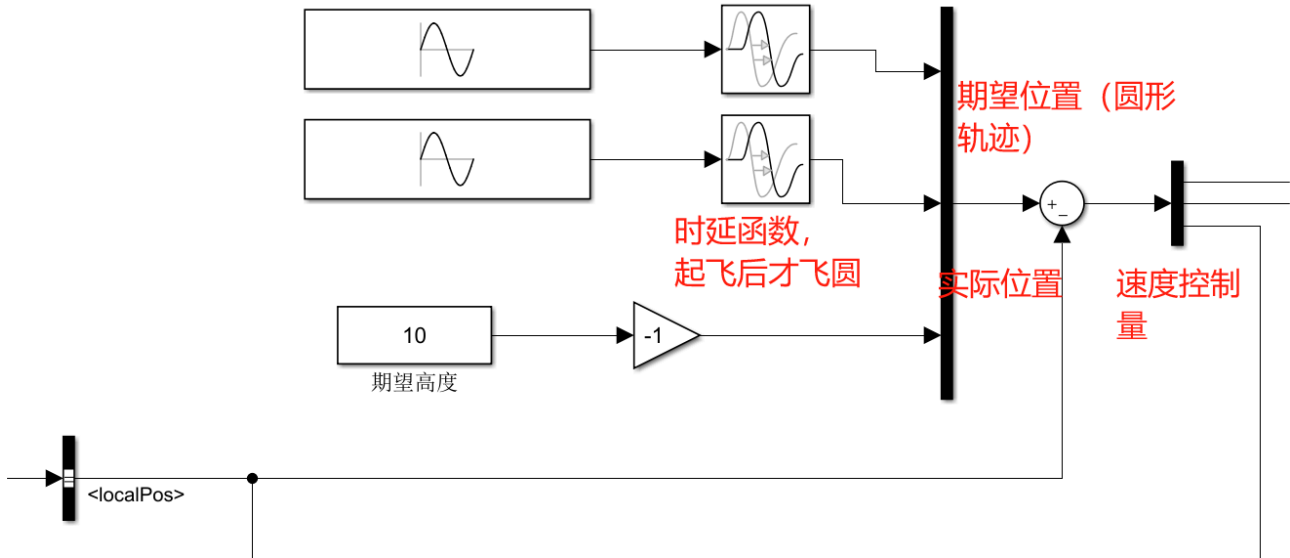 期望位置（圆形
轨迹）
+
−
时延函数，
起飞后才飞圆
实际位置
速度控制
量
10
-1
期望高度
<localPos>